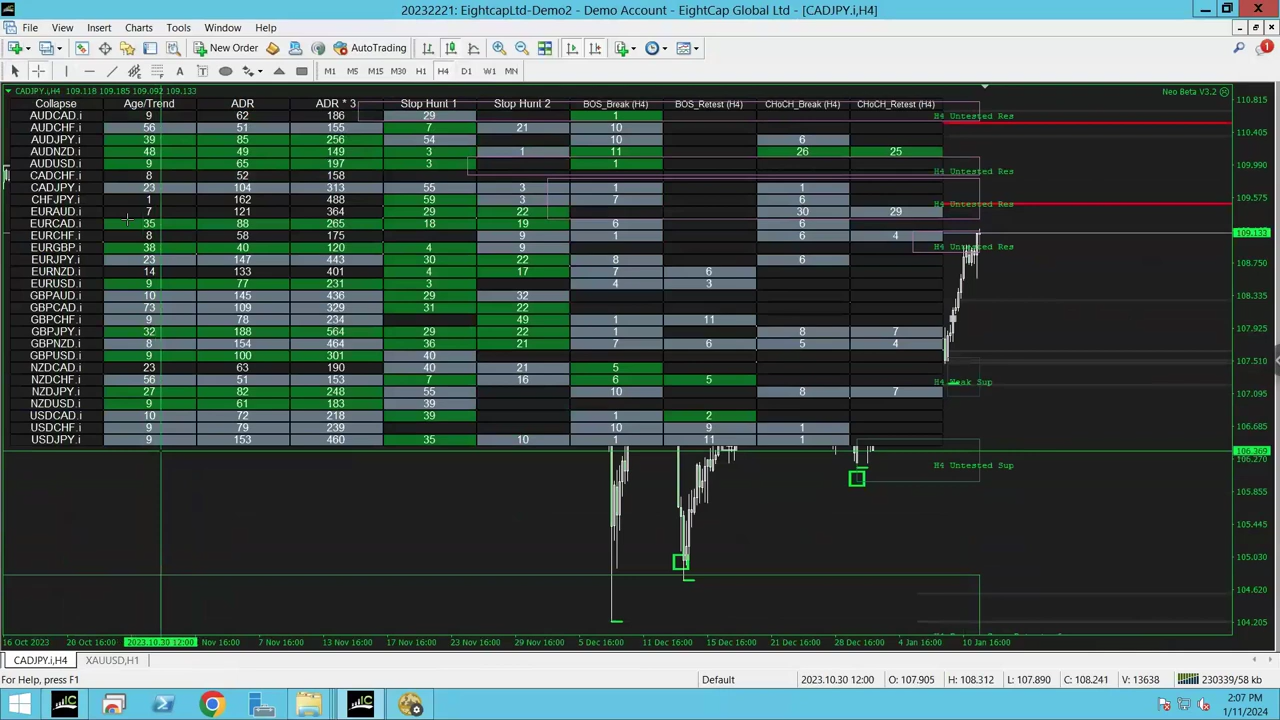 20232221: EightcapLtd-Demo2 - Demo Account - EightCap Global Ltd - [CADJPY.i,H4]
File View Insert Charts Tools Window Help
New Order AutoTrading
M1 M5 M15 M30 H1 H4 D1 W1 MN
CADJPY.i,H4 109.118 109.185 109.092 109.133 Neo Beta V3.2
Collapse Age/Trend ADR ADR * 3 Stop Hunt 1 Stop Hunt 2 BOS_Break (H4) BOS_Retest (H4) CHoCH_Break (H4) CHoCH_Retest (H4)
AUDCAD.i 9 62 186 29 1
AUDCHF.i 56 51 155 7 21 10
AUDJPY.i 39 85 256 54 10 6
AUDNZD.i 48 49 149 3 1 11 26 25
AUDUSD.i 9 65 197 3 1
CADCHF.i 8 52 158
CADJPY.i 23 104 313 55 3 1 1
CHFJPY.i 1 162 488 59 3 7 6
EURAUD.i 7 121 364 29 22 30 29
EURCAD.i 35 88 265 18 19 6 6
EURCHF.i 8 58 175 9 1 6 4
EURGBP.i 38 40 120 4 9
EURJPY.i 23 147 443 30 22 8 6
EURNZD.i 14 133 401 4 17 7 6
EURUSD.i 9 77 231 3 4 3
GBPAUD.i 10 145 436 29 32
GBPCAD.i 73 109 329 31 22
GBPCHF.i 9 78 234 49 1 11
GBPJPY.i 32 188 564 29 22 1 8 7
GBPNZD.i 8 154 464 36 21 7 6 5 4
GBPUSD.i 9 100 301 40
NZDCAD.i 23 63 190 40 21 5
NZDCHF.i 56 51 153 7 16 6 5
NZDJPY.i 27 82 248 55 10 8 7
NZDUSD.i 9 61 183 39
USDCAD.i 10 72 218 39 1 2
USDCHF.i 9 79 239 10 9 1
USDJPY.i 9 153 460 35 10 1 11 1
H4 Untested Res
H4 Untested Res
H4 Untested Res
H4 Untested Res
H4 Weak Sup
H4 Untested Sup
110.815
110.405
109.990
109.575
109.133
108.750
108.335
107.925
107.510
107.095
106.685
106.369
106.270
105.855
105.445
105.030
104.620
104.205
16 Oct 2023 20 Oct 16:00 2023.10.30 12:00 Nov 16:00 7 Nov 16:00 13 Nov 16:00 17 Nov 16:00 23 Nov 16:00 29 Nov 16:00 5 Dec 16:00 11 Dec 16:00 15 Dec 16:00 21 Dec 16:00 28 Dec 16:00 4 Jan 16:00 10 Jan 16:00
CADJPY.i,H4 XAUUSD,H1
For Help, press F1 Default 2023.10.30 12:00 O: 107.905 H: 108.312 L: 107.890 C: 108.241 V: 13638 230339/58 kb
2:07 PM
1/11/2024